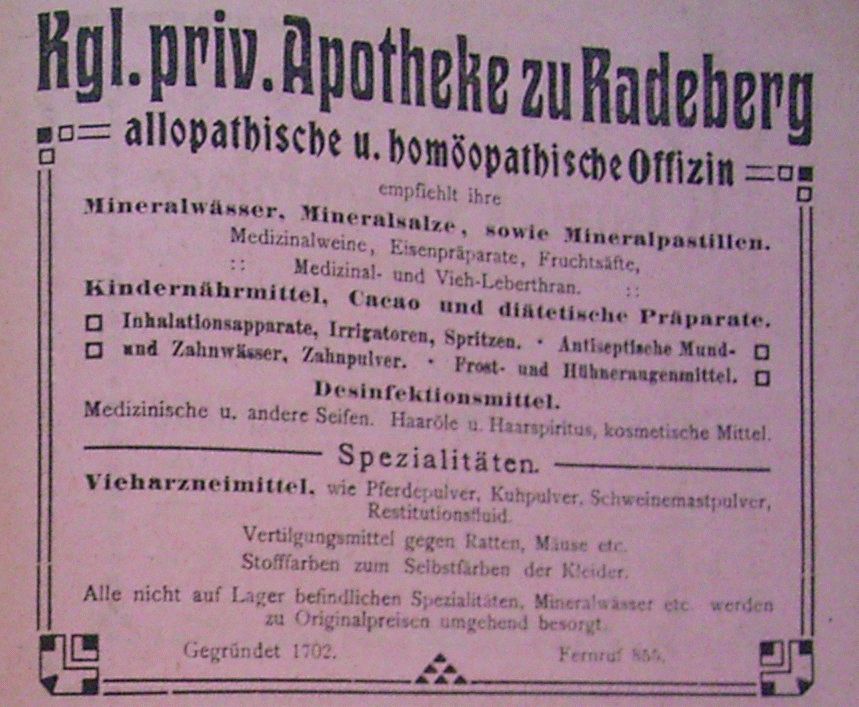 Kgl. priv. Apotheke zu Radeberg
allopathische u. homöopathische Offizin
empfiehlt ihre
Mineralwässer, Mineralsalze, sowie Mineralpastillen.
Medizinalweine, Eisenpräparate, Fruchtsäfte,
:: Medizinal- und Vieh-Leberthran. ::
Kindernährmittel, Cacao und diätetische Präparate.
Inhalationsapparate, Irrigatoren, Spritzen. · Antiseptische Mund-
und Zahnwässer, Zahnpulver. · Frost- und Hühneraugenmittel.
Desinfektionsmittel.
Medizinische u. andere Seifen. Haaröle u. Haarspiritus, kosmetische Mittel.
Spezialitäten.
Vieharzneimittel, wie Pferdepulver, Kuhpulver, Schweinemastpulver,
Restitutionsfluid.
Vertilgungsmittel gegen Ratten, Mäuse etc.
Stofffarben zum Selbstfärben der Kleider.
Alle nicht auf Lager befindlichen Spezialitäten, Mineralwässer etc. werden
zu Originalpreisen umgehend besorgt.
Gegründet 1702. Fernruf 855.